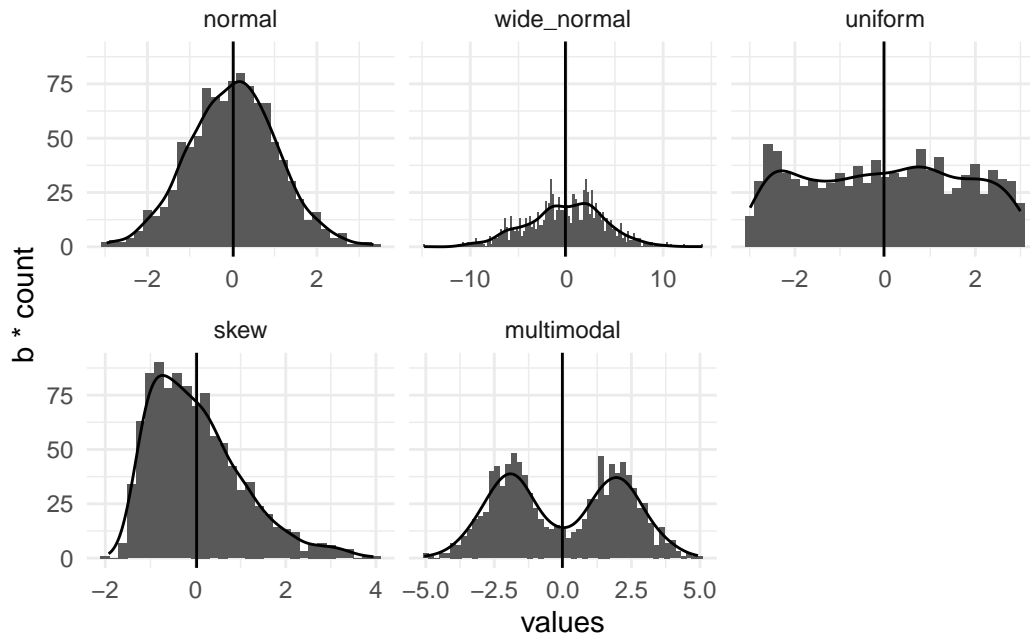 normal wide_normal uniform
75
50
25
0
−2 0 2 −10 0 10 −2 0 2
b * count
skew multimodal
75
50
25
0
−2 0 2 4 −5.0 −2.5 0.0 2.5 5.0
values